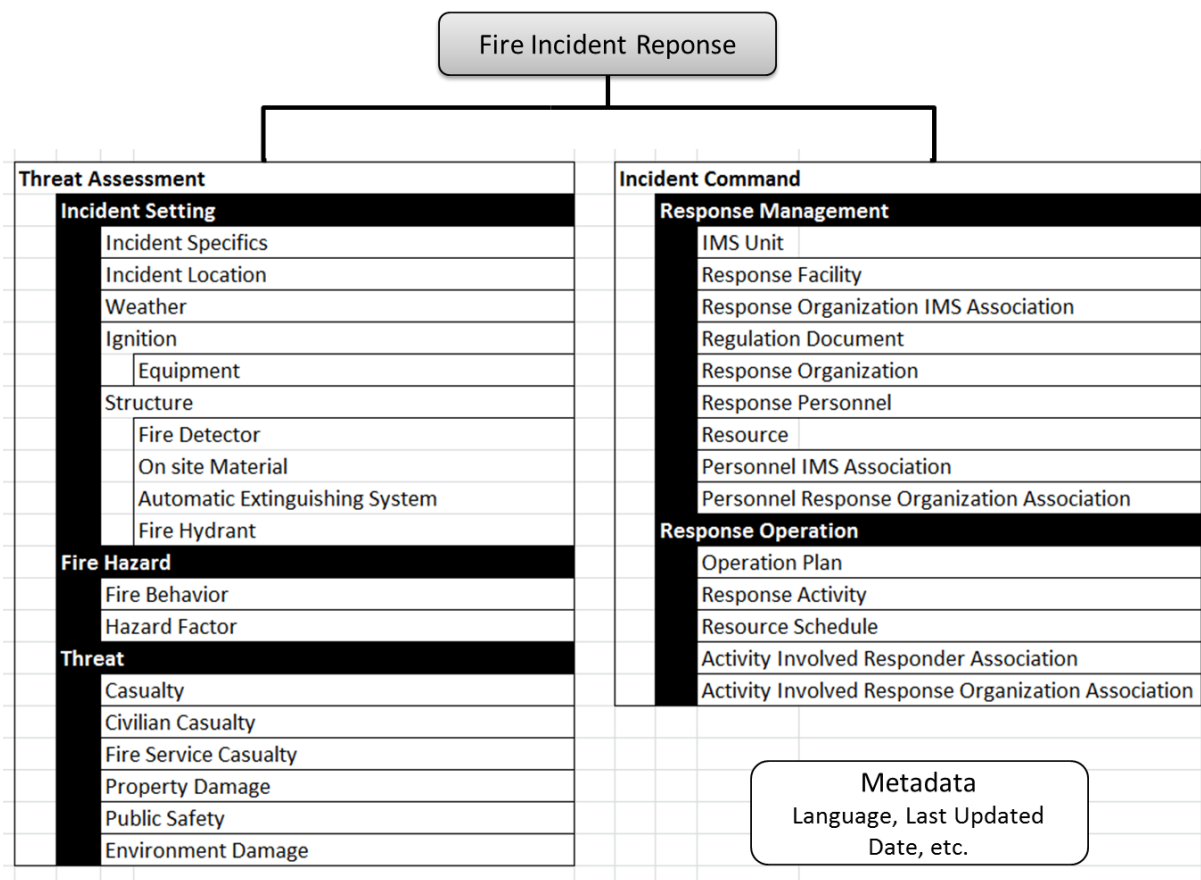 Fire Incident Reponse
Threat Assessment
Incident Setting
Incident Specifics
Incident Location
Weather
Ignition
Equipment
Structure
Fire Detector
On site Material
Automatic Extinguishing System
Fire Hydrant
Fire Hazard
Fire Behavior
Hazard Factor
Threat
Casualty
Civilian Casualty
Fire Service Casualty
Property Damage
Public Safety
Environment Damage
Incident Command
Response Management
IMS Unit
Response Facility
Response Organization IMS Association
Regulation Document
Response Organization
Response Personnel
Resource
Personnel IMS Association
Personnel Response Organization Association
Response Operation
Operation Plan
Response Activity
Resource Schedule
Activity Involved Responder Association
Activity Involved Response Organization Association
Metadata
Language, Last Updated
Date, etc.